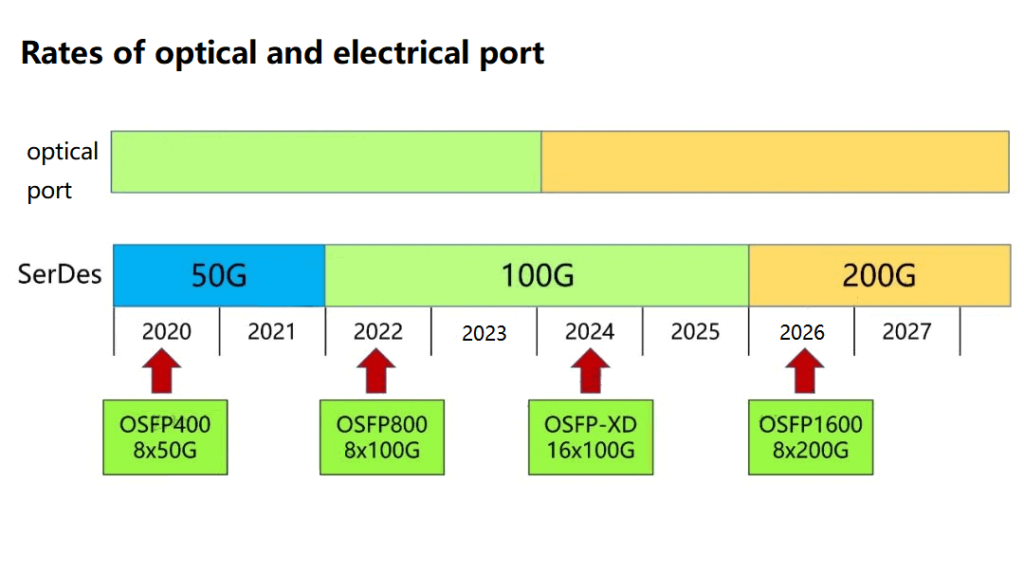 Rates of optical and electrical port
optical
port
SerDes
50G
100G
200G
2020
2021
2022
2023
2024
2025
2026
2027
OSFP400
8x50G
OSFP800
8x100G
OSFP-XD
16x100G
OSFP1600
8x200G